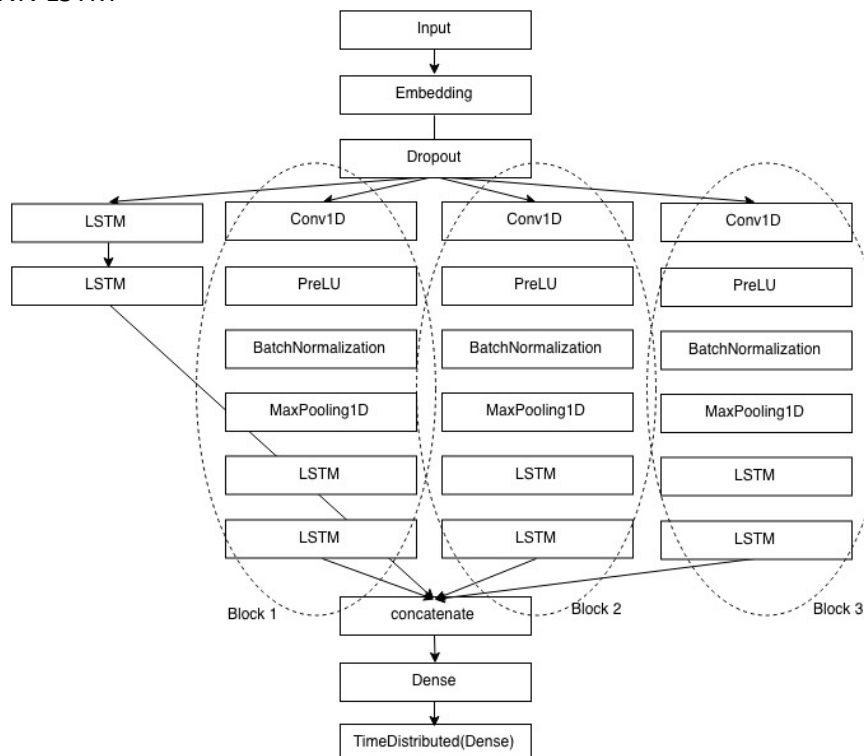 Input
Embedding
Dropout
LSTM
Conv1D
Conv1D
Conv1D
LSTM
PreLU
PreLU
PreLU
BatchNormalization
BatchNormalization
BatchNormalization
MaxPooling1D
MaxPooling1D
MaxPooling1D
LSTM
LSTM
LSTM
LSTM
LSTM
LSTM
Block 1
concatenate
Block 2
Block 3
Dense
TimeDistributed(Dense)